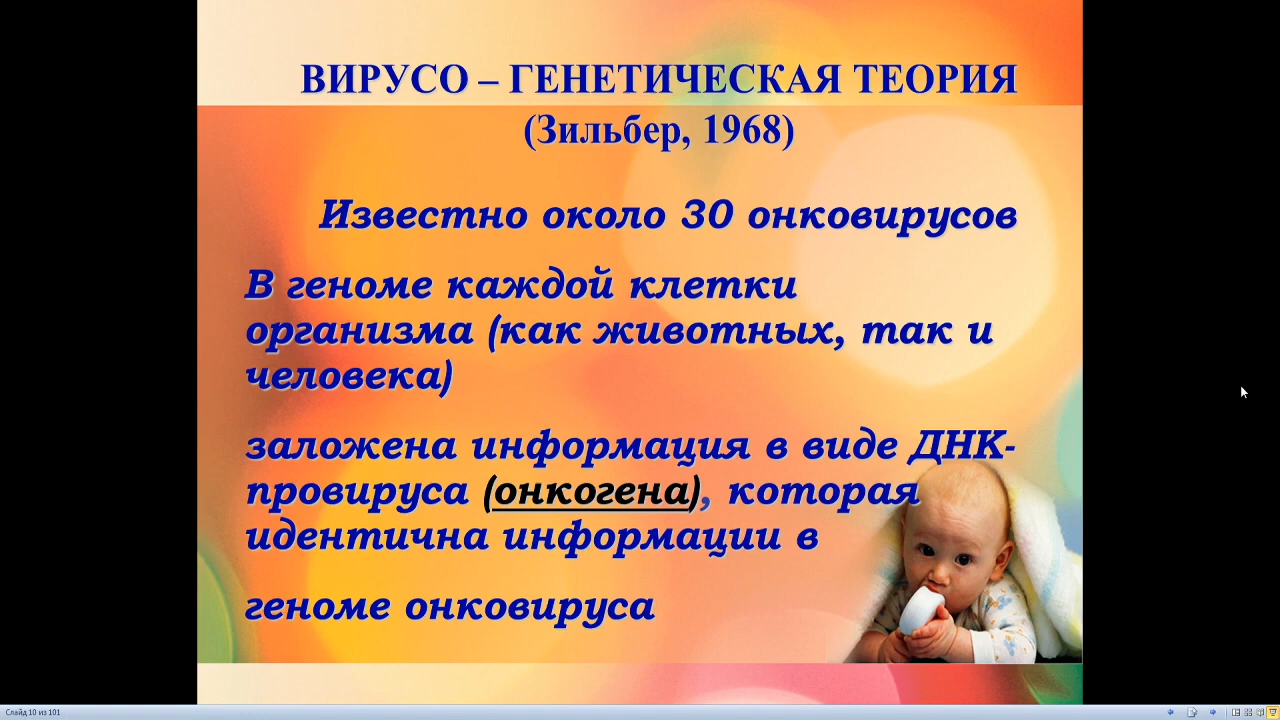 ВИРУСО – ГЕНЕТИЧЕСКАЯ ТЕОРИЯ
(Зильбер, 1968)
Известно около 30 онковирусов
В геноме каждой клетки
организма (как животных, так и
человека)
заложена информация в виде ДНК-
провируса (онкогена), которая
идентична информации в
геноме онковируса
Слайд 10 из 101